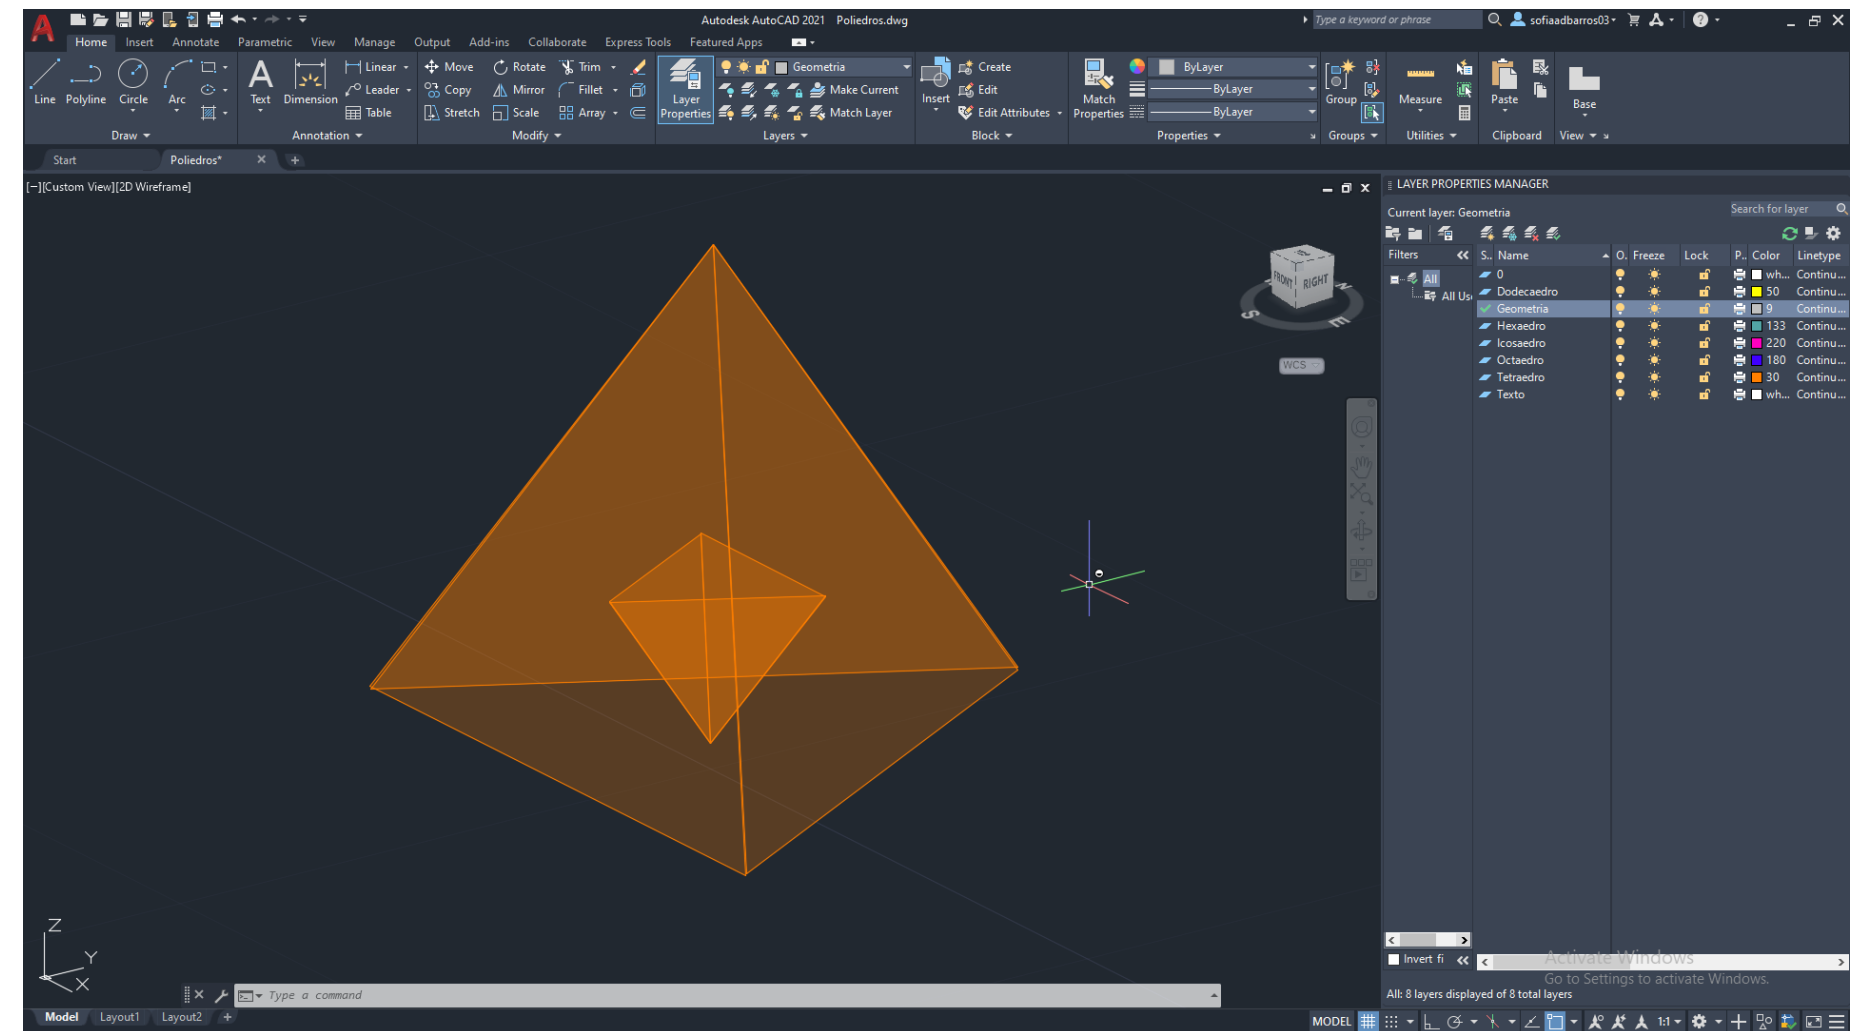 Autodesk AutoCAD 2021 Poliedros.dwg
Type a keyword or phrase
sofiaadbarros03
Home Insert Annotate Parametric View Manage Output Add-ins Collaborate Express Tools Featured Apps
Line Polyline Circle Arc
Draw
Text Dimension
Linear
Leader
Table
Annotation
Move Rotate Trim
Copy Mirror Fillet
Stretch Scale Array
Modify
Layer Properties
Geometria
Make Current
Match Layer
Layers
Insert
Create
Edit
Edit Attributes
Block
Match Properties
ByLayer
ByLayer
ByLayer
Properties
Group
Groups
Measure
Utilities
Paste
Clipboard
Base
View
Start Poliedros*
[−][Custom View][2D Wireframe]
FRONT RIGHT
S E
WCS
Z
Y
X
LAYER PROPERTIES MANAGER
Current layer: Geometria
Search for layer
Filters
All
All Us
S.. Name O. Freeze Lock P.. Color Linetype
0 wh... Continu...
Dodecaedro 50 Continu...
Geometria 9 Continu...
Hexaedro 133 Continu...
Icosaedro 220 Continu...
Octaedro 180 Continu...
Tetraedro 30 Continu...
Texto wh... Continu...
Invert fi
Activate Windows
Go to Settings to activate Windows.
All: 8 layers displayed of 8 total layers
Type a command
Model Layout1 Layout2 +
MODEL 1:1